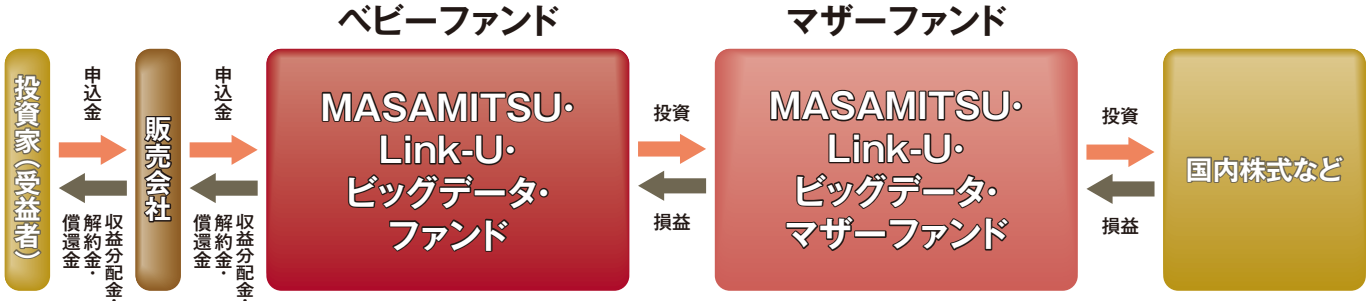 ベビーファンド
マザーファンド
投資家(受益者)
申込金
収益分配金
解約金・
償還金
販売会社
申込金
収益分配金
解約金・
償還金
MASAMITSU・
Link-U・
ビッグデータ・
ファンド
投資
損益
MASAMITSU・
Link-U・
ビッグデータ・
マザーファンド
投資
損益
国内株式など